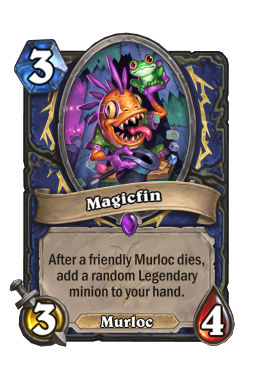 3
Magicfin
After a friendly Murloc dies,
add a random Legendary
minion to your hand.
3
Murloc
4